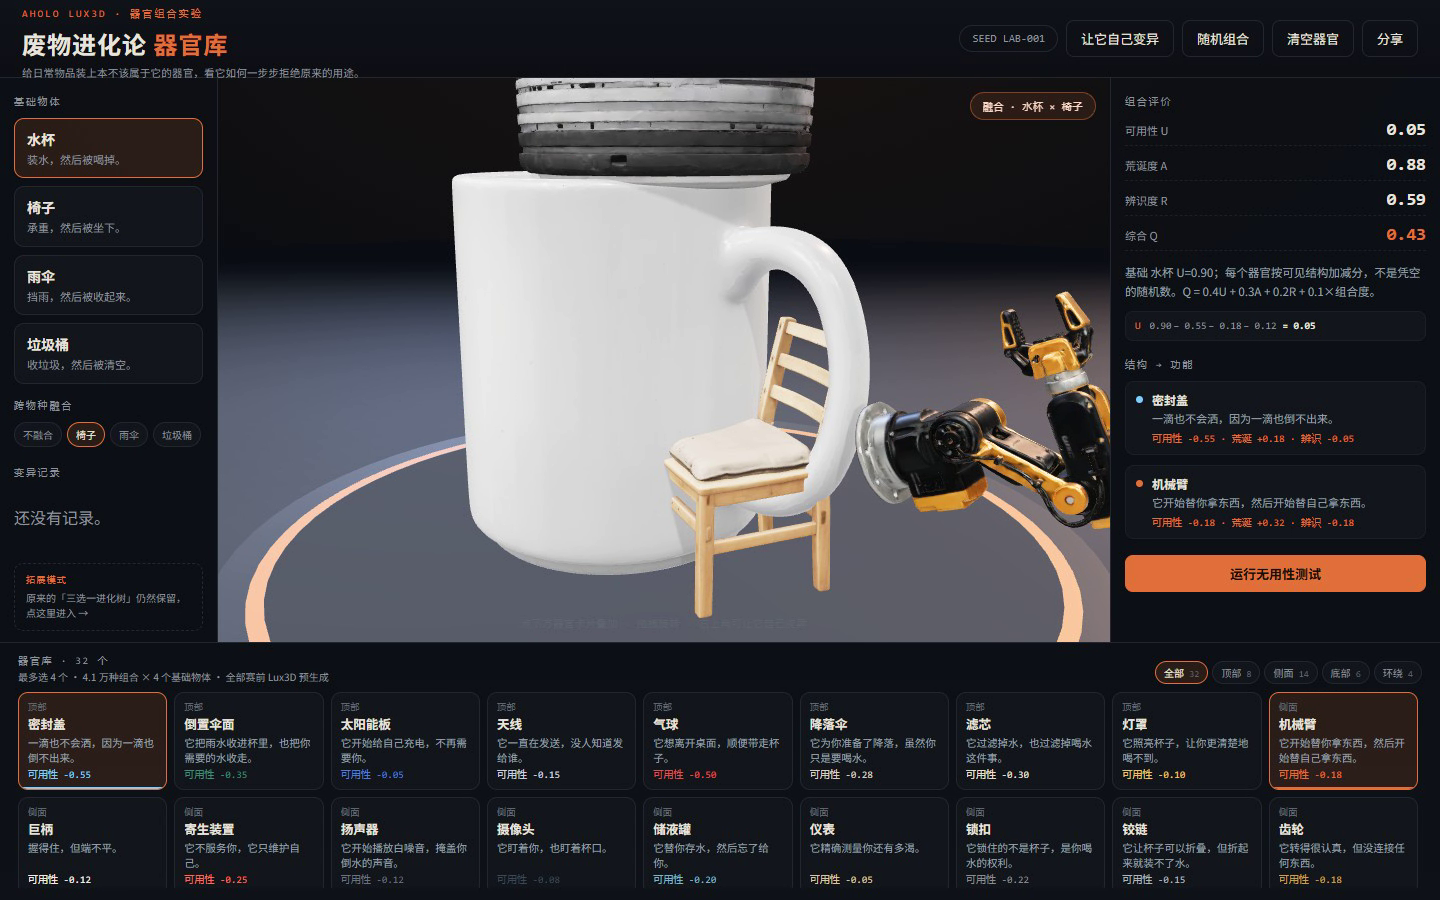 AHOLO LUX3D · 器官组合实验
废物进化论 器官库
给日常物品装上本不该属于它的器官，看它如何一步步拒绝原来的用途。
SEED LAB-001
让它自己变异
随机组合
清空器官
分享
基础物体
水杯
装水，然后被喝掉。
椅子
承重，然后被坐下。
雨伞
挡雨，然后被收起来。
垃圾桶
收垃圾，然后被清空。
跨物种融合
不融合 椅子 雨伞 垃圾桶
变异记录
还没有记录。
拓展模式
原来的「三选一进化树」仍然保留，
点这里进入 →
融合 · 水杯 × 椅子
组合评价
可用性 U 0.05
荒诞度 A 0.88
辨识度 R 0.59
综合 Q 0.43
基础 水杯 U=0.90；每个器官按可见结构加减分，不是凭空
的随机数。Q = 0.4U + 0.3A + 0.2R + 0.1×组合度。
U 0.90 − 0.55 − 0.18 − 0.12 = 0.05
结构 → 功能
密封盖
一滴也不会洒，因为一滴也倒不出来。
可用性 -0.55 · 荒诞 +0.18 · 辨识 -0.05
机械臂
它开始替你拿东西，然后开始替自己拿东西。
可用性 -0.18 · 荒诞 +0.32 · 辨识 -0.18
运行无用性测试
器官库 · 32 个
最多选 4 个 · 4.1 万种组合 × 4 个基础物体 · 全部赛前 Lux3D 预生成
全部 32 顶部 8 侧面 14 底部 6 环绕 4
顶部
密封盖
一滴也不会洒，因为一滴也
倒不出来。
可用性 -0.55
顶部
倒置伞面
它把雨水收进杯里，也把你
需要的水收走。
可用性 -0.35
顶部
太阳能板
它开始给自己充电，不再需
要你。
可用性 -0.05
顶部
天线
它一直在发送，没人知道发
给谁。
可用性 -0.15
顶部
气球
它想离开桌面，顺便带走杯
子。
可用性 -0.50
顶部
降落伞
它为你准备了降落，虽然你
只是要喝水。
可用性 -0.28
顶部
滤芯
它过滤掉水，也过滤掉喝水
这件事。
可用性 -0.30
顶部
灯罩
它照亮杯子，让你更清楚地
喝不到。
可用性 -0.10
侧面
机械臂
它开始替你拿东西，然后开
始替自己拿东西。
可用性 -0.18
侧面
巨柄
握得住，但端不平。
可用性 -0.12
侧面
寄生装置
它不服务你，它只维护自
己。
可用性 -0.25
侧面
扬声器
它开始播放白噪音，掩盖你
倒水的声音。
可用性 -0.12
侧面
摄像头
它盯着你，也盯着杯口。
可用性 -0.08
侧面
储液罐
它替你存水，然后忘了给
你。
可用性 -0.20
侧面
仪表
它精确测量你还有多渴。
可用性 -0.05
侧面
锁扣
它锁住的不是杯子，是你喝
水的权利。
可用性 -0.22
侧面
铰链
它让杯子可以折叠，但折起
来就装不了水。
可用性 -0.15
侧面
齿轮
它转得很认真，但没连接任
何东西。
可用性 -0.18